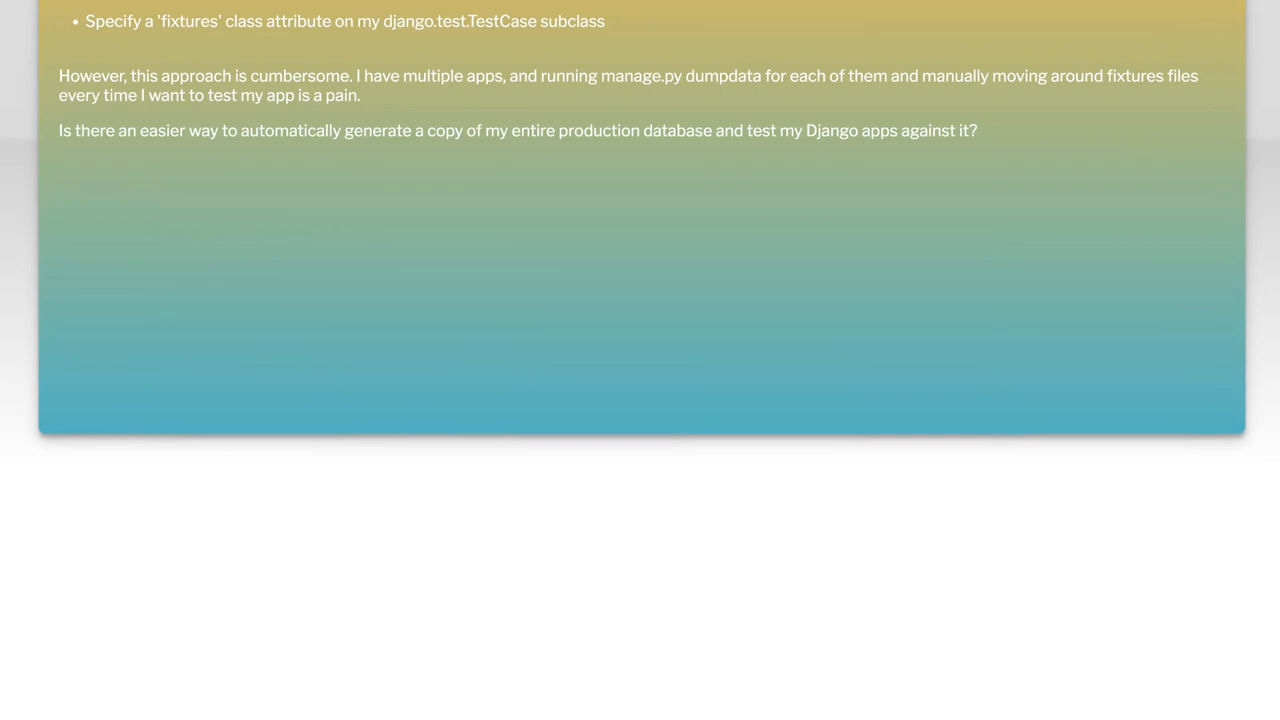 • Specify a 'fixtures' class attribute on my django.test.TestCase subclass
However, this approach is cumbersome. I have multiple apps, and running manage.py dumpdata for each of them and manually moving around fixtures files
every time I want to test my app is a pain.
Is there an easier way to automatically generate a copy of my entire production database and test my Django apps against it?